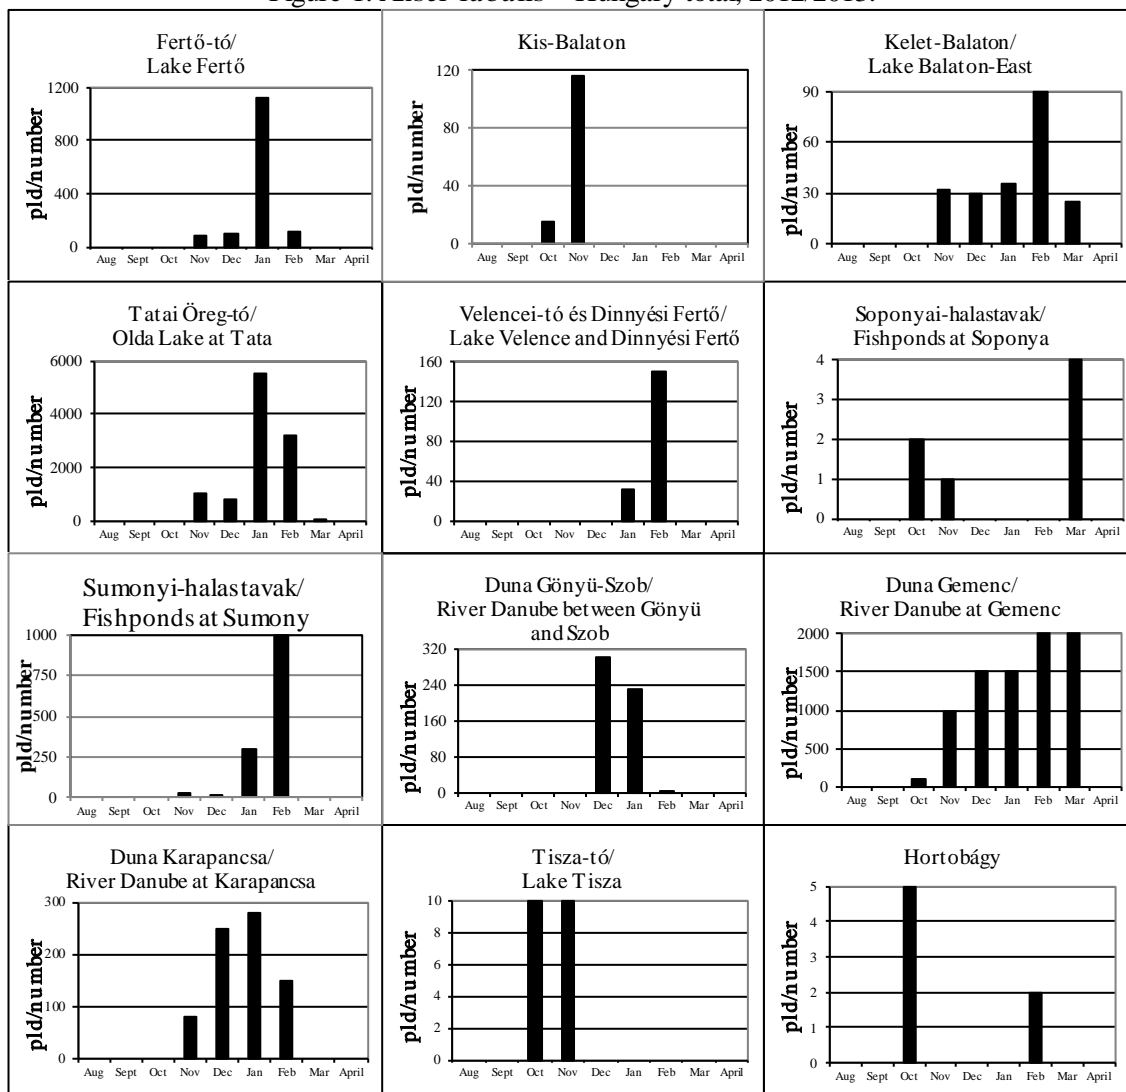 Figure 1. Anser fabalis – Hungary total, 2012/2013.
Fertő-tó/
Lake Fertő
pld/number
1200
800
400
0
Aug Sept Oct Nov Dec Jan Feb Mar April
Kis-Balaton
pld/number
120
80
40
0
Aug Sept Oct Nov Dec Jan Feb Mar April
Kelet-Balaton/
Lake Balaton-East
pld/number
90
60
30
0
Aug Sept Oct Nov Dec Jan Feb Mar April
Tatai Öreg-tó/
Olda Lake at Tata
pld/number
6000
4000
2000
0
Aug Sept Oct Nov Dec Jan Feb Mar April
Velencei-tó és Dinnyési Fertő/
Lake Velence and Dinnyési Fertő
pld/number
160
120
80
40
0
Aug Sept Oct Nov Dec Jan Feb Mar April
Soponyai-halastavak/
Fishponds at Soponya
pld/number
4
3
2
1
0
Aug Sept Oct Nov Dec Jan Feb Mar April
Sumonyi-halastavak/
Fishponds at Sumony
pld/number
1000
750
500
250
0
Aug Sept Oct Nov Dec Jan Feb Mar April
Duna Gönyü-Szob/
River Danube between Gönyü
and Szob
pld/number
320
240
160
80
0
Aug Sept Oct Nov Dec Jan Feb Mar April
Duna Gemenc/
River Danube at Gemenc
pld/number
2000
1500
1000
500
0
Aug Sept Oct Nov Dec Jan Feb Mar April
Duna Karapancsa/
River Danube at Karapancsa
pld/number
300
200
100
0
Aug Sept Oct Nov Dec Jan Feb Mar April
Tisza-tó/
Lake Tisza
pld/number
10
8
6
4
2
0
Aug Sept Oct Nov Dec Jan Feb Mar April
Hortobágy
pld/number
5
4
3
2
1
0
Aug Sept Oct Nov Dec Jan Feb Mar April